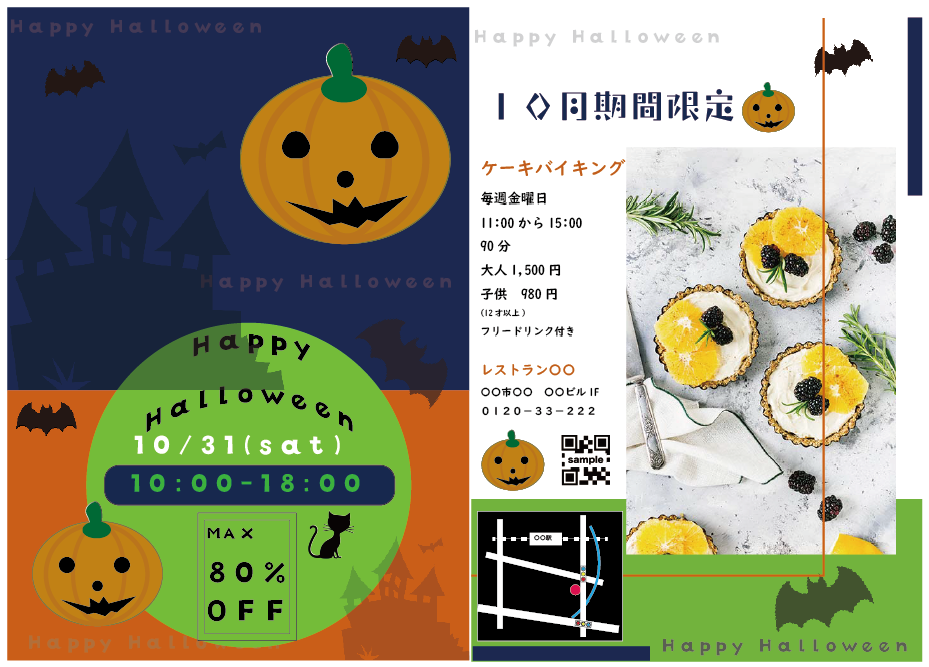 Happy Halloween
Happy Halloween
Happy
Halloween
10/31(sat)
10:00-18:00
MAX
80%
OFF
Happy Halloween
Happy Halloween
10月期間限定
ケーキバイキング
毎週金曜日
11:00から15:00
90分
大人1,500円
子供 980円
(12才以上)
フリードリンク付き
レストラン〇〇
〇〇市〇〇 〇〇ビル1F
0120-33-222
sample
〇〇駅
Happy Halloween